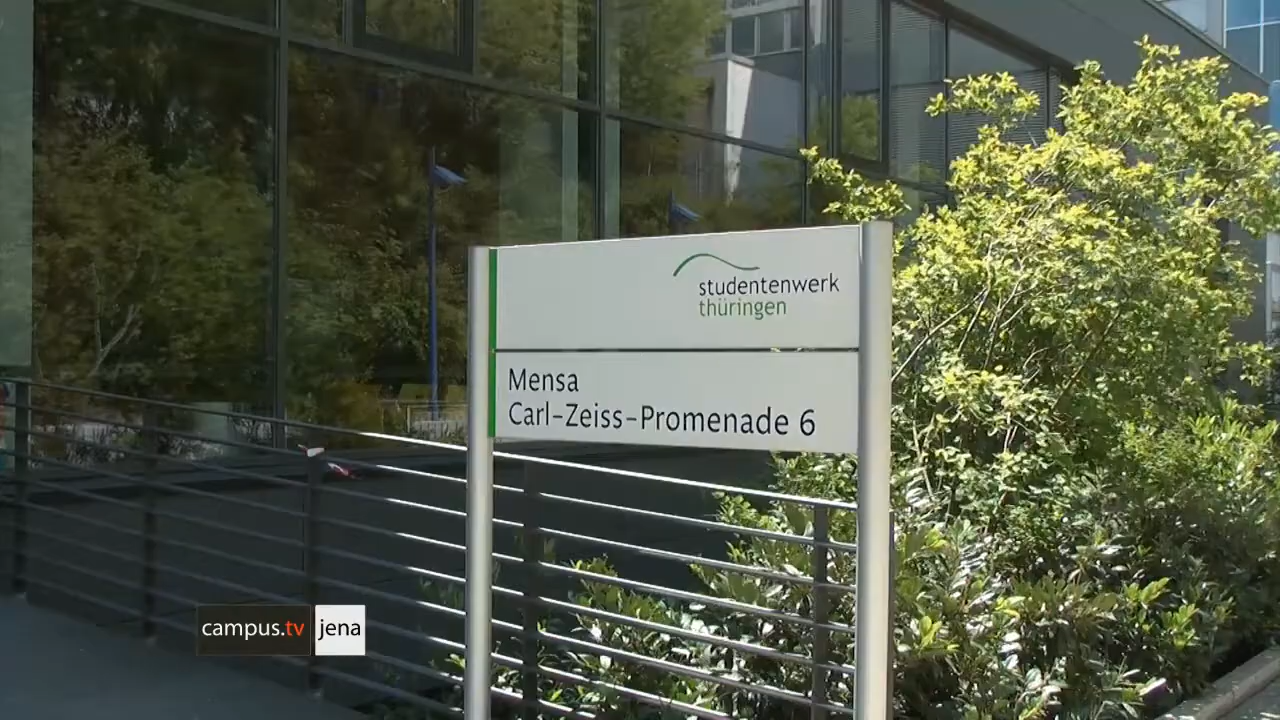 studentenwerk
thüringen
Mensa
Carl-Zeiss-Promenade 6
campus.tv jena